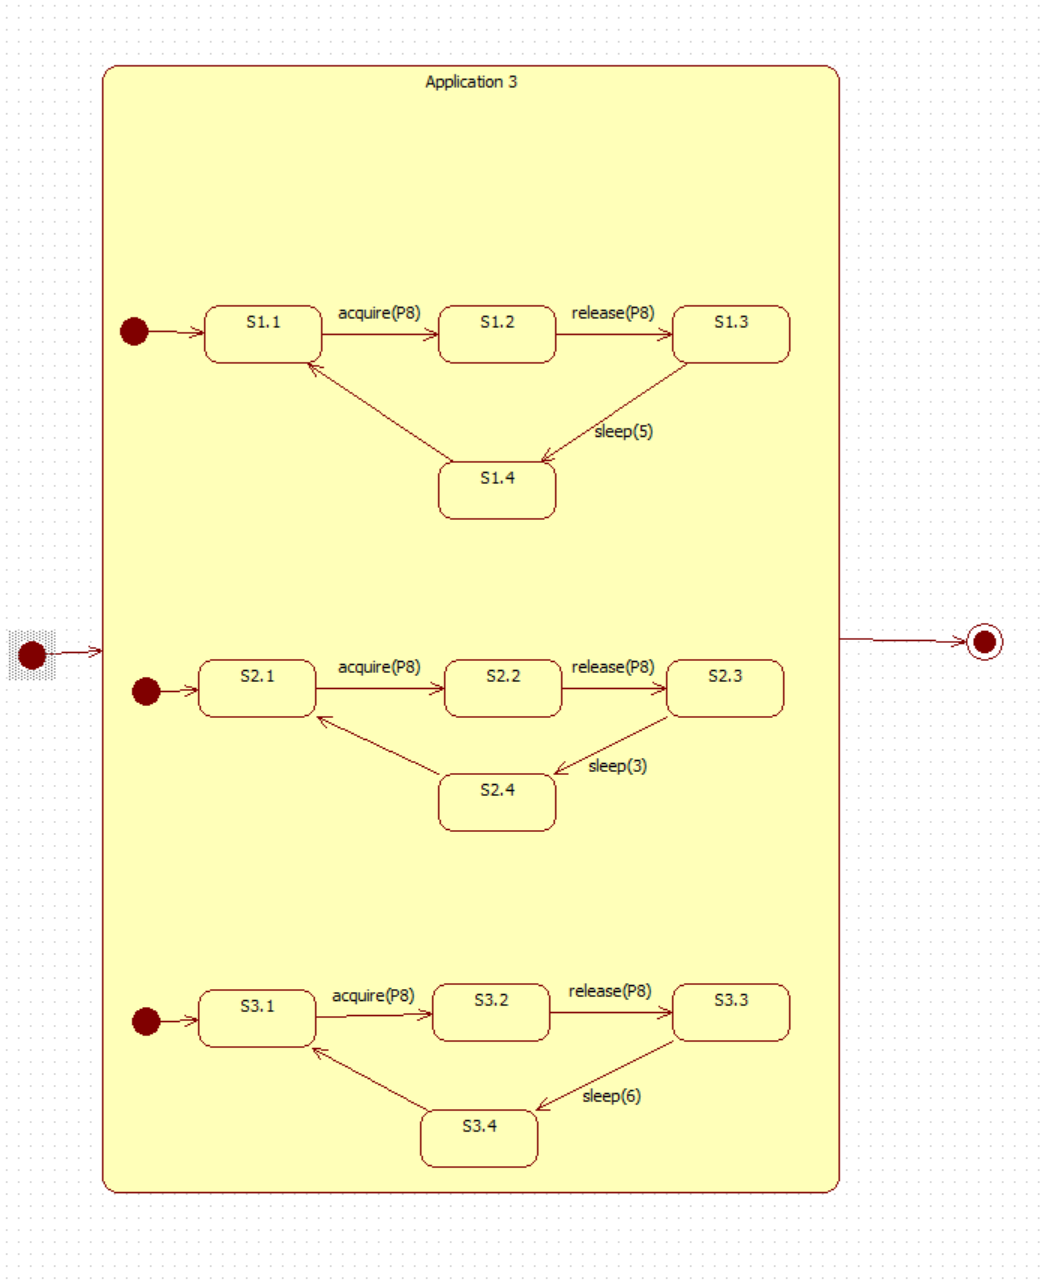 Application 3
acquire(P8)
release(P8)
S1.1
S1.2
S1.3
sleep(5)
S1.4
acquire(P8)
release(P8)
S2.1
S2.2
S2.3
sleep(3)
S2.4
acquire(P8)
release(P8)
S3.1
S3.2
S3.3
sleep(6)
S3.4